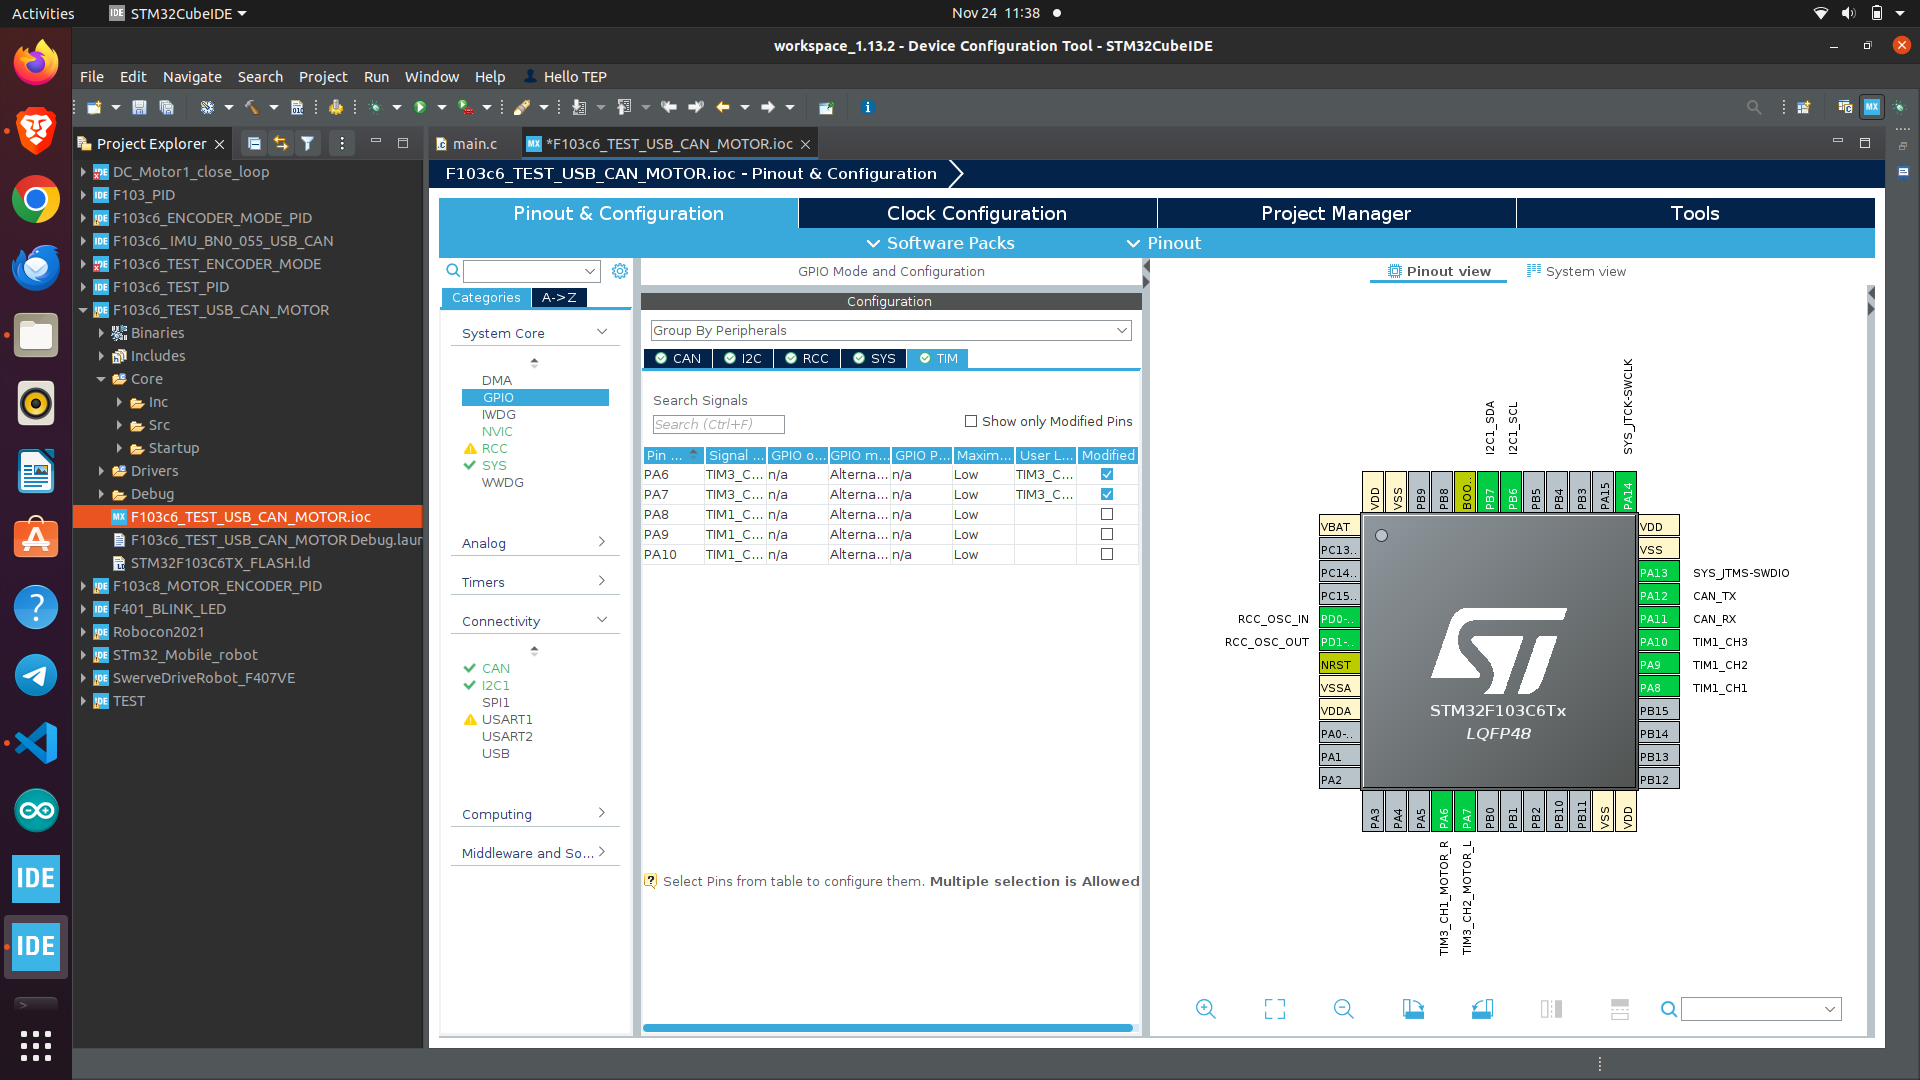 Activities
STM32CubeIDE
Nov 24 11:38
workspace_1.13.2 - Device Configuration Tool - STM32CubeIDE
File Edit Navigate Search Project Run Window Help Hello TEP
Project Explorer
main.c
*F103c6_TEST_USB_CAN_MOTOR.ioc
DC_Motor1_close_loop
F103_PID
F103c6_ENCODER_MODE_PID
F103c6_ IMU_BN0_055_USB_CAN
F103c6_TEST_ENCODER_MODE
F103c6_TEST_PID
F103c6_TEST_USB_CAN_MOTOR
Binaries
Includes
Core
Inc
Src
Startup
Drivers
Debug
F103c6_TEST_USB_CAN_MOTOR.ioc
F103c6_TEST_USB_CAN_MOTOR Debug.laun
STM32F103C6TX_FLASH.ld
F103c8_MOTOR_ENCODER_PID
F401_BLINK_LED
Robocon2021
STm32_Mobile_robot
SwerveDriveRobot_F407VE
TEST
F103c6_TEST_USB_CAN_MOTOR.ioc - Pinout & Configuration
Pinout & Configuration
Clock Configuration
Project Manager
Tools
Software Packs
Pinout
Categories
A->Z
System Core
DMA
GPIO
IWDG
NVIC
RCC
SYS
WWDG
Analog
Timers
Connectivity
CAN
I2C1
SPI1
USART1
USART2
USB
Computing
Middleware and So...
GPIO Mode and Configuration
Configuration
Group By Peripherals
CAN I2C RCC SYS TIM
Search Signals
Search (Ctrl+F)
Show only Modified Pins
Pin ... Signal ... GPIO o... GPIO m... GPIO P... Maxim... User L... Modified
PA6 TIM3_C... n/a Alterna... n/a Low TIM3_C...
PA7 TIM3_C... n/a Alterna... n/a Low TIM3_C...
PA8 TIM1_C... n/a Alterna... n/a Low
PA9 TIM1_C... n/a Alterna... n/a Low
PA10 TIM1_C... n/a Alterna... n/a Low
Select Pins from table to configure them. Multiple selection is Allowed
Pinout view
System view
I2C1_SDA
I2C1_SCL
SYS_JTCK-SWCLK
VDD
VSS
PB9
PB8
BOO...
PB7
PB6
PB5
PB4
PB3
PA15
PA14
VBAT
PC13..
PC14..
PC15..
RCC_OSC_IN PD0-..
RCC_OSC_OUT PD1-..
NRST
VSSA
VDDA
PA0-..
PA1
PA2
STM32F103C6Tx
LQFP48
VDD
VSS
PA13 SYS_JTMS-SWDIO
PA12 CAN_TX
PA11 CAN_RX
PA10 TIM1_CH3
PA9 TIM1_CH2
PA8 TIM1_CH1
PB15
PB14
PB13
PB12
PA3
PA4
PA5
PA6
PA7
PB0
PB1
PB2
PB10
PB11
VSS
VDD
TIM3_CH1_MOTOR_R
TIM3_CH2_MOTOR_L
IDE
IDE